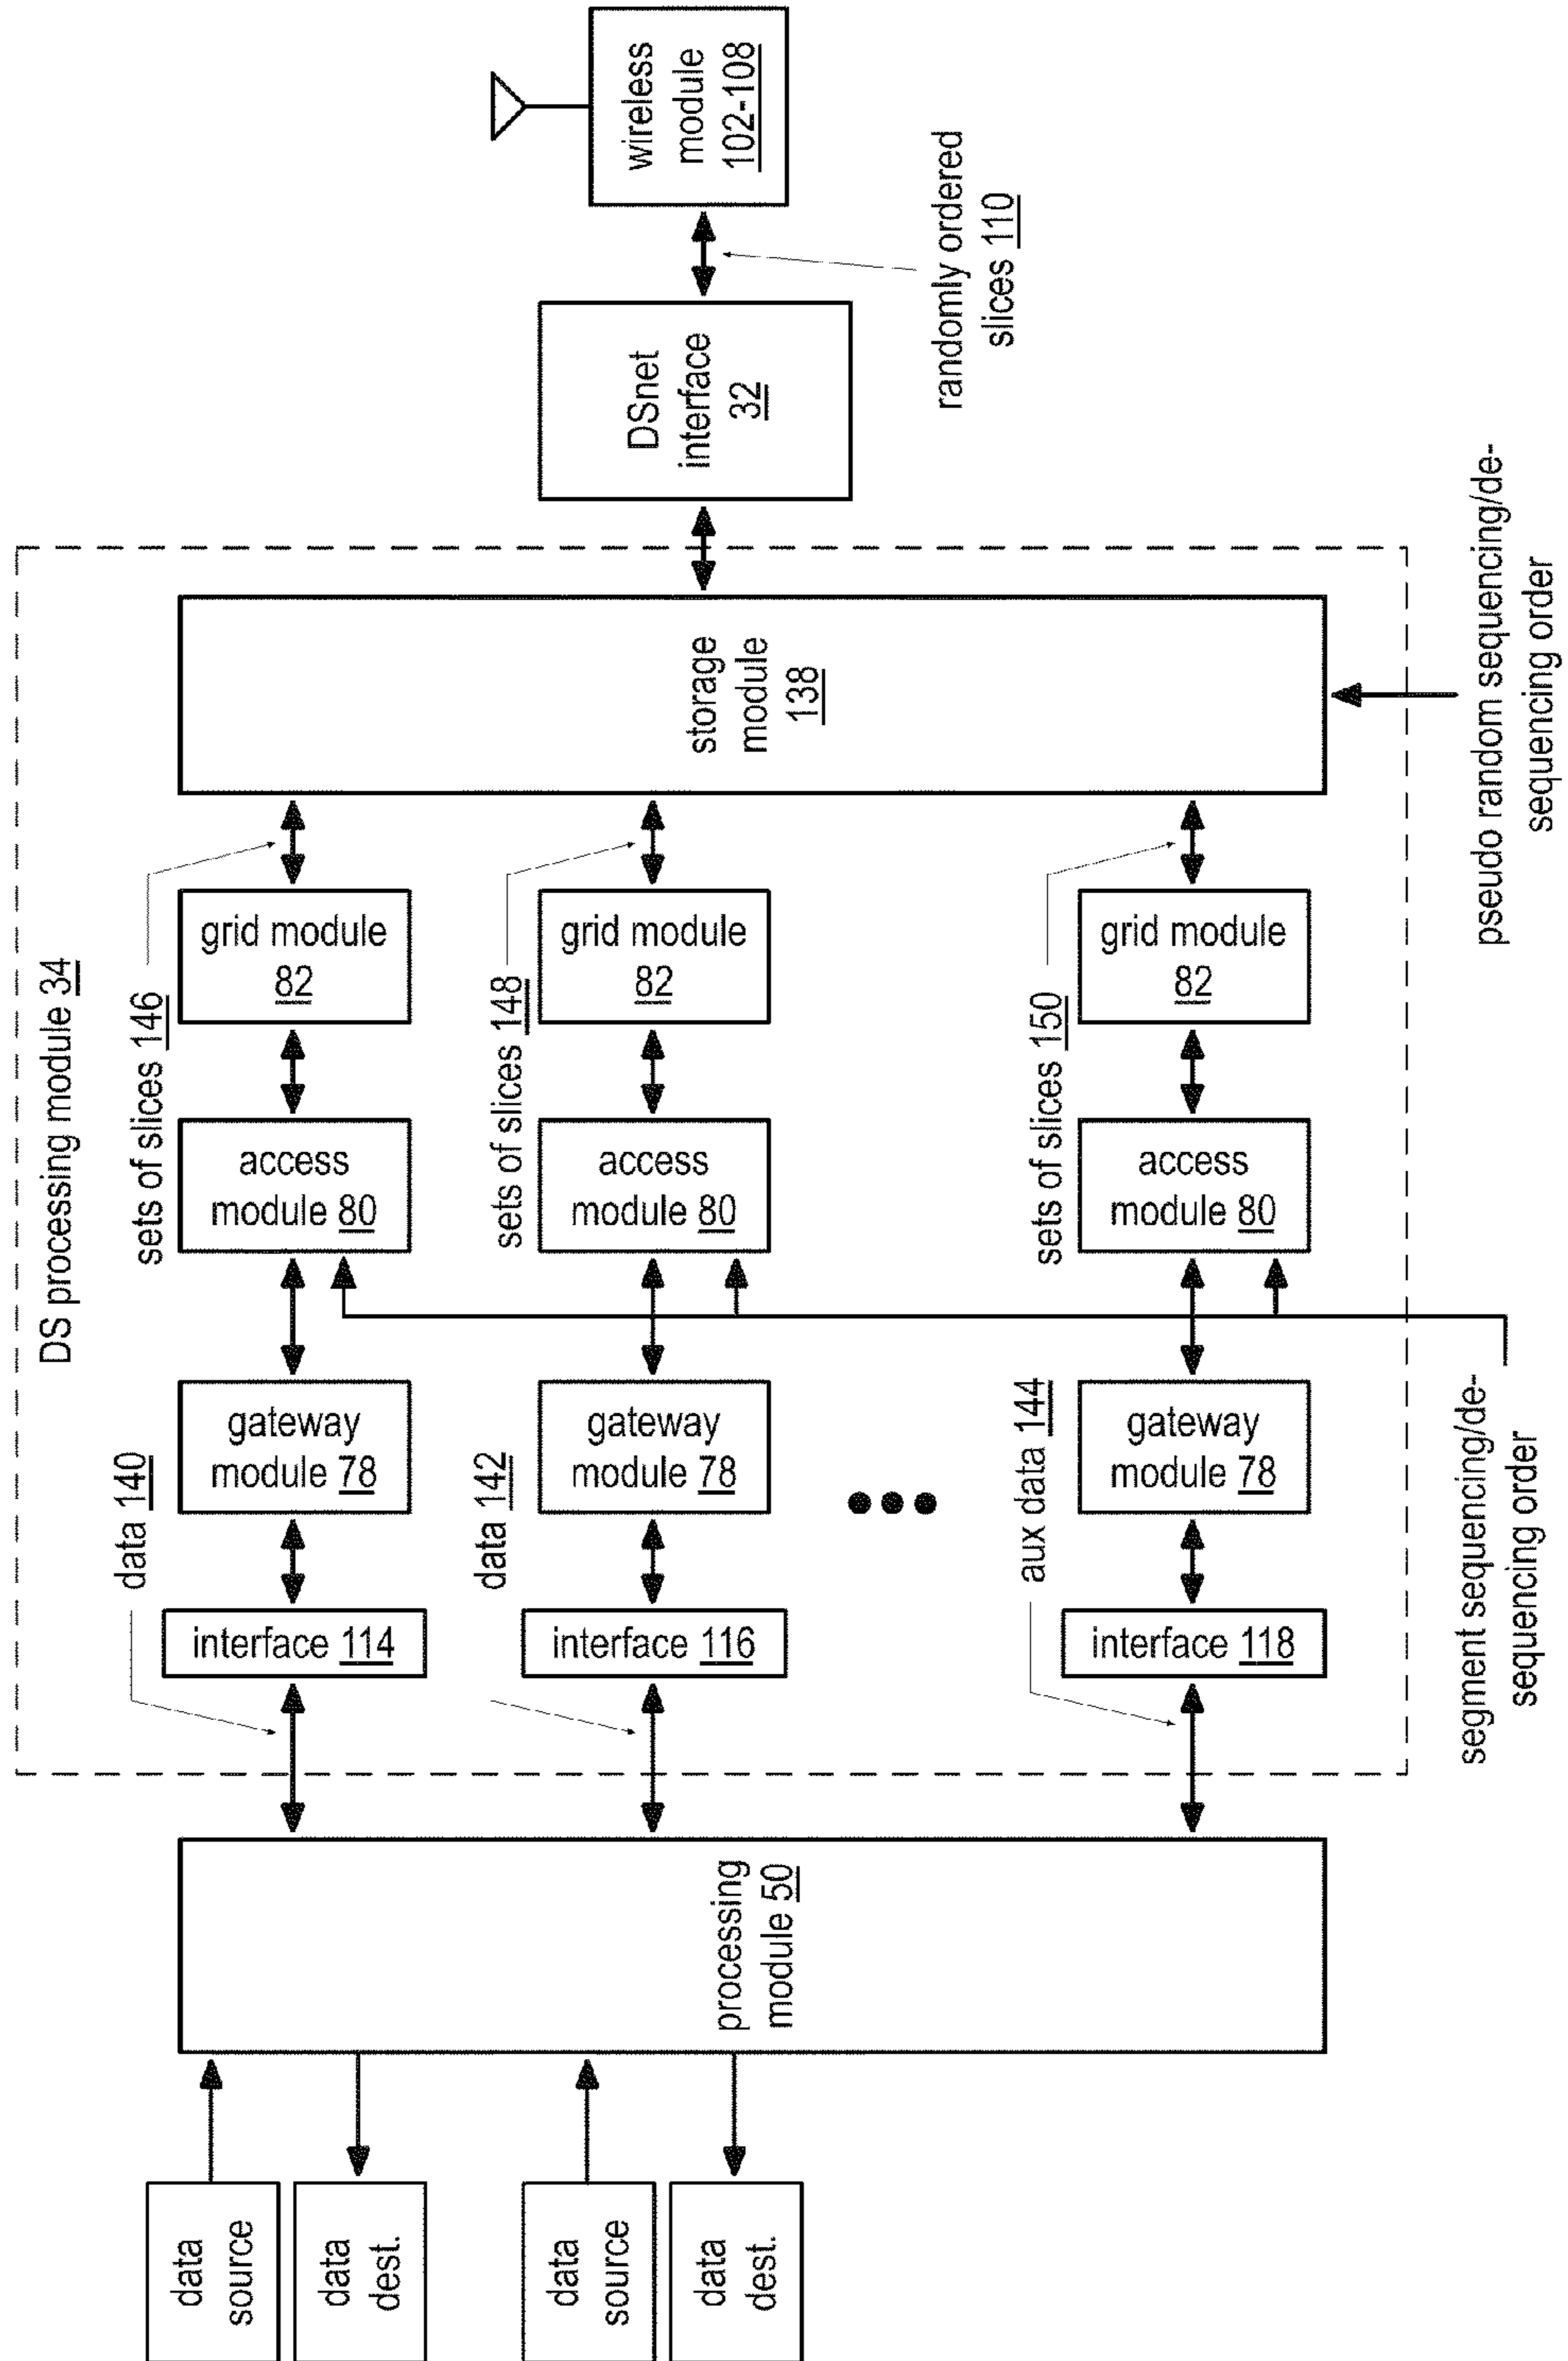 DS processing module 34
data
source
data
dest.
data
source
data
dest.
processing
module 50
data 140
interface 114
gateway
module 78
access
module 80
sets of slices 146
grid module
82
data 142
interface 116
gateway
module 78
access
module 80
sets of slices 148
grid module
82
aux data 144
interface 118
gateway
module 78
access
module 80
sets of slices 150
grid module
82
storage
module
138
DSnet
interface
32
wireless
module
102-108
randomly ordered
slices 110
segment sequencing/de-
sequencing order
pseudo random sequencing/de-
sequencing order